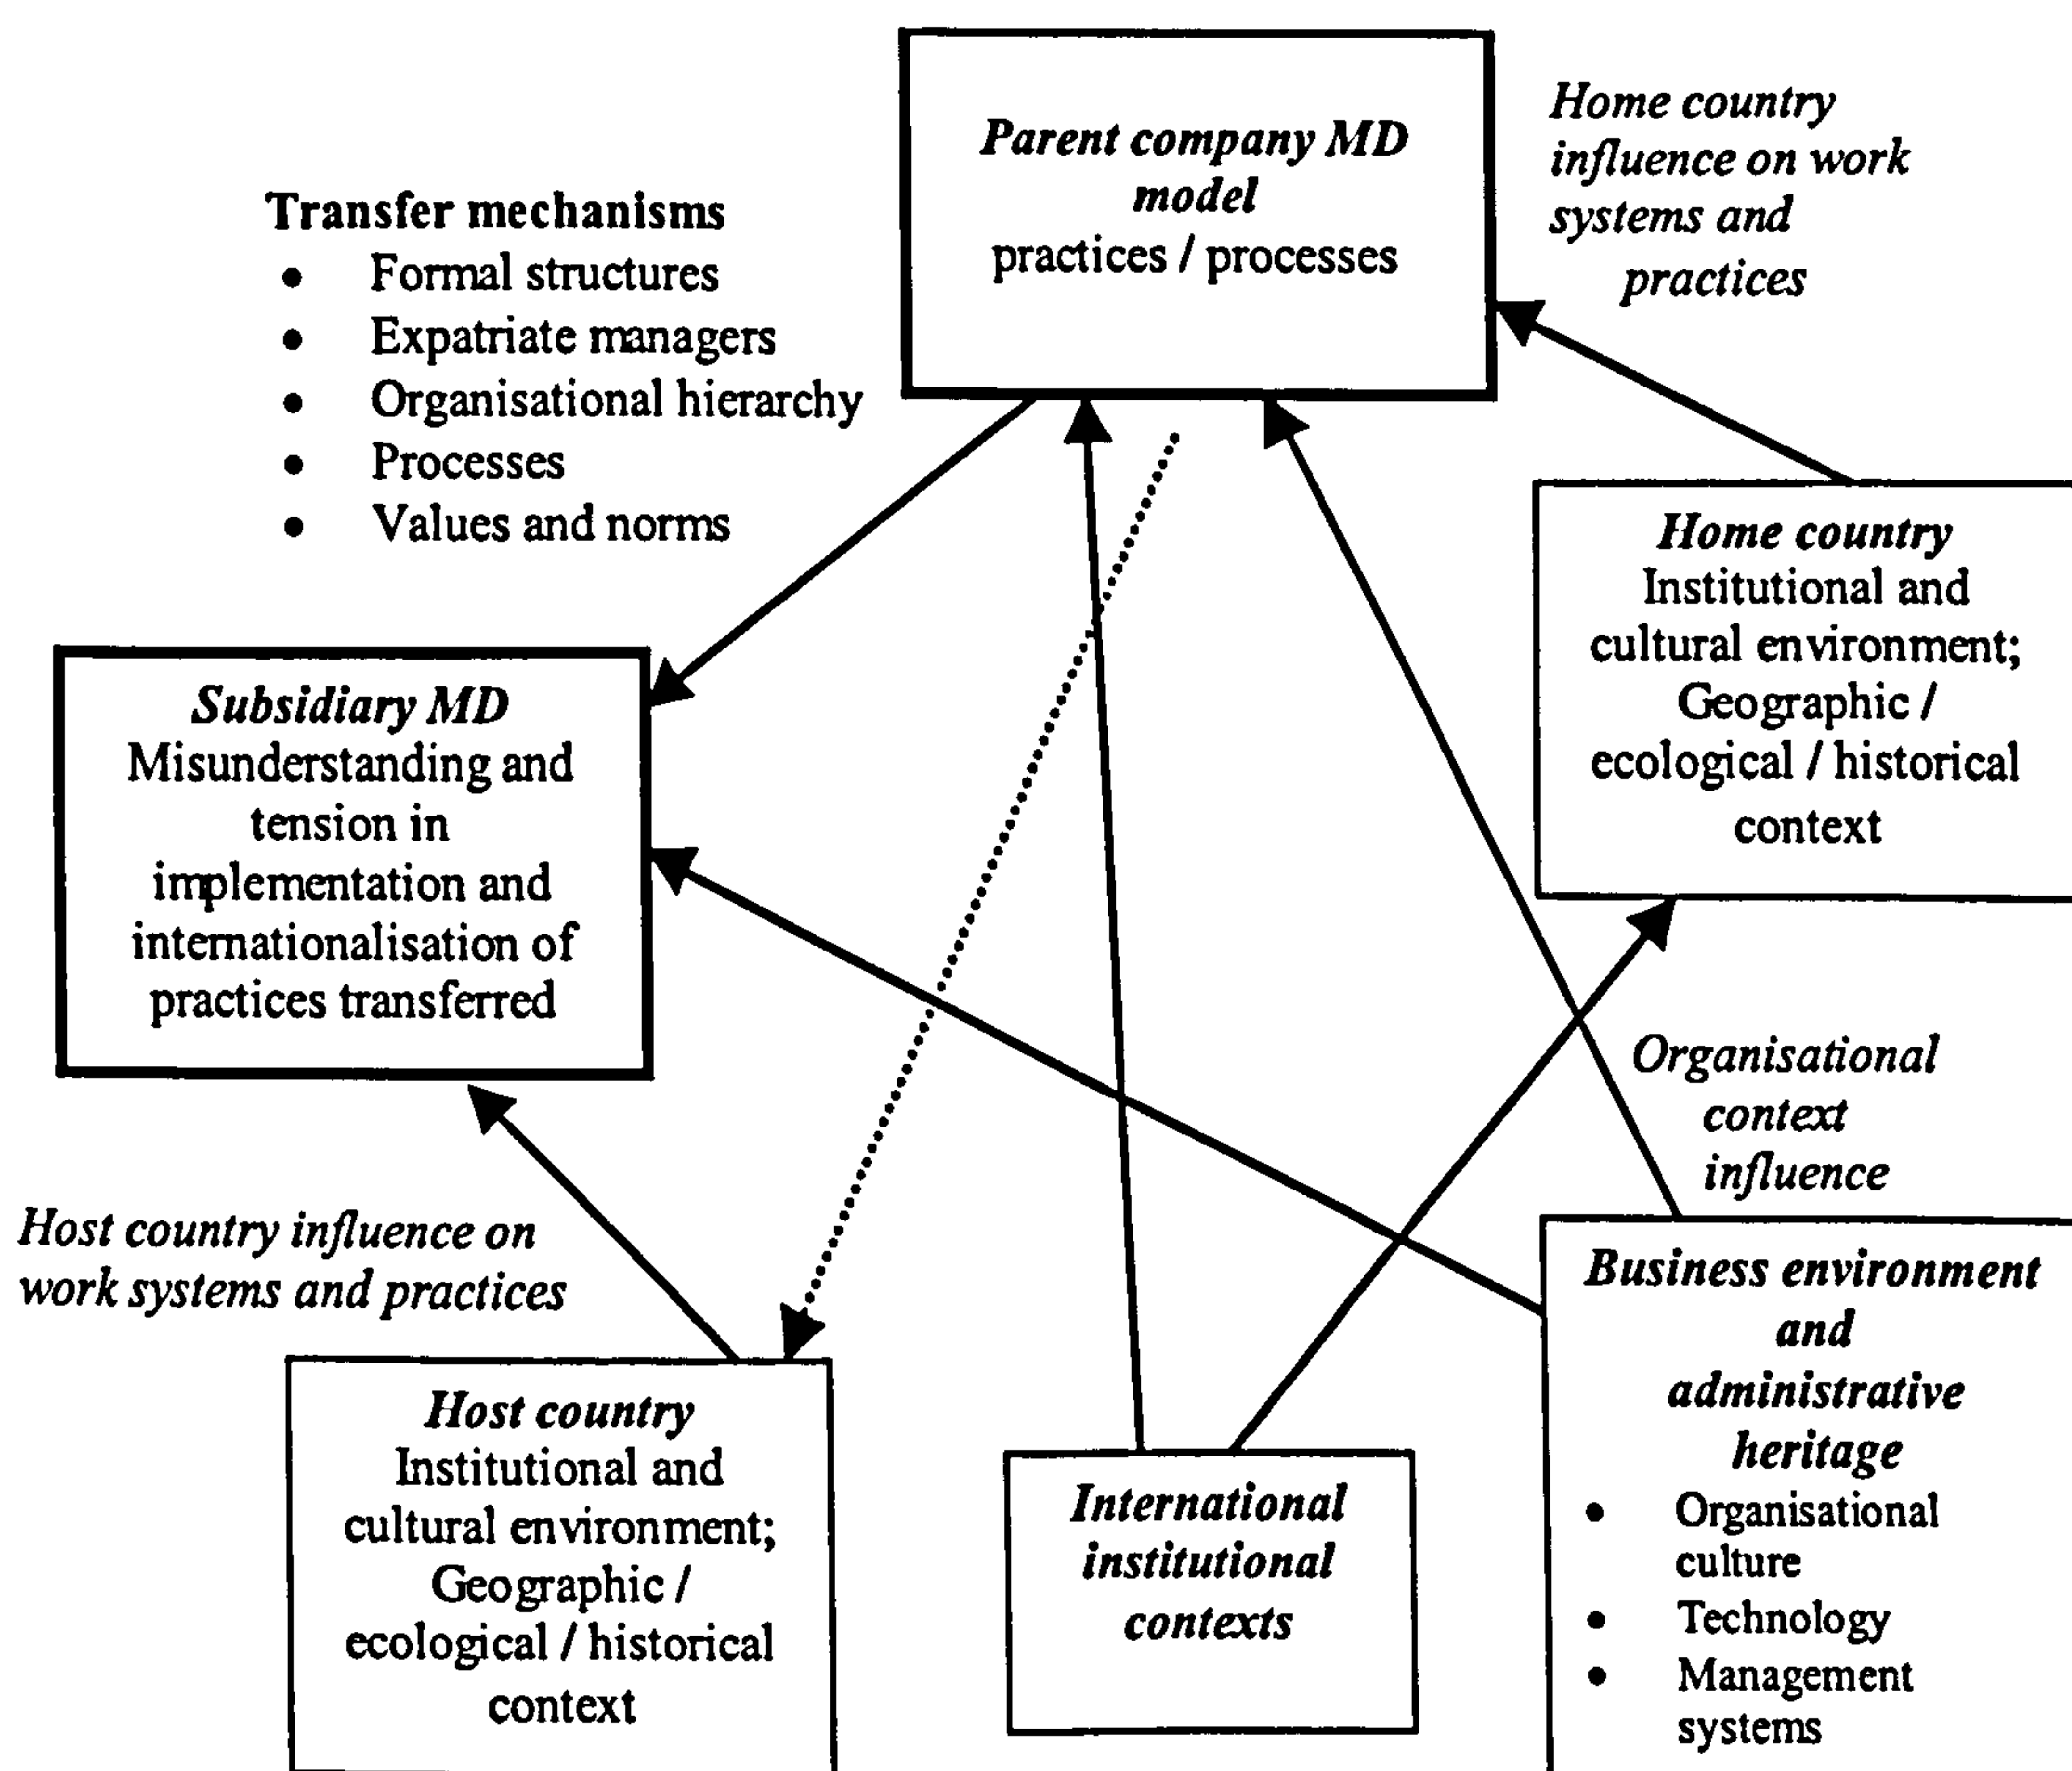 Parent company MD
model
practices / processes
Home country
influence on work
systems and
practices
Transfer mechanisms
• Formal structures
• Expatriate managers
• Organisational hierarchy
• Processes
• Values and norms
Home country
Institutional and
cultural environment;
Geographic /
ecological / historical
context
Subsidiary MD
Misunderstanding and
tension in
implementation and
internationalisation of
practices transferred
Organisational
context
influence
Host country influence on
work systems and practices
Business environment
and
administrative
heritage
• Organisational
culture
• Technology
• Management
systems
Host country
Institutional and
cultural environment;
Geographic /
ecological / historical
context
International
institutional
contexts